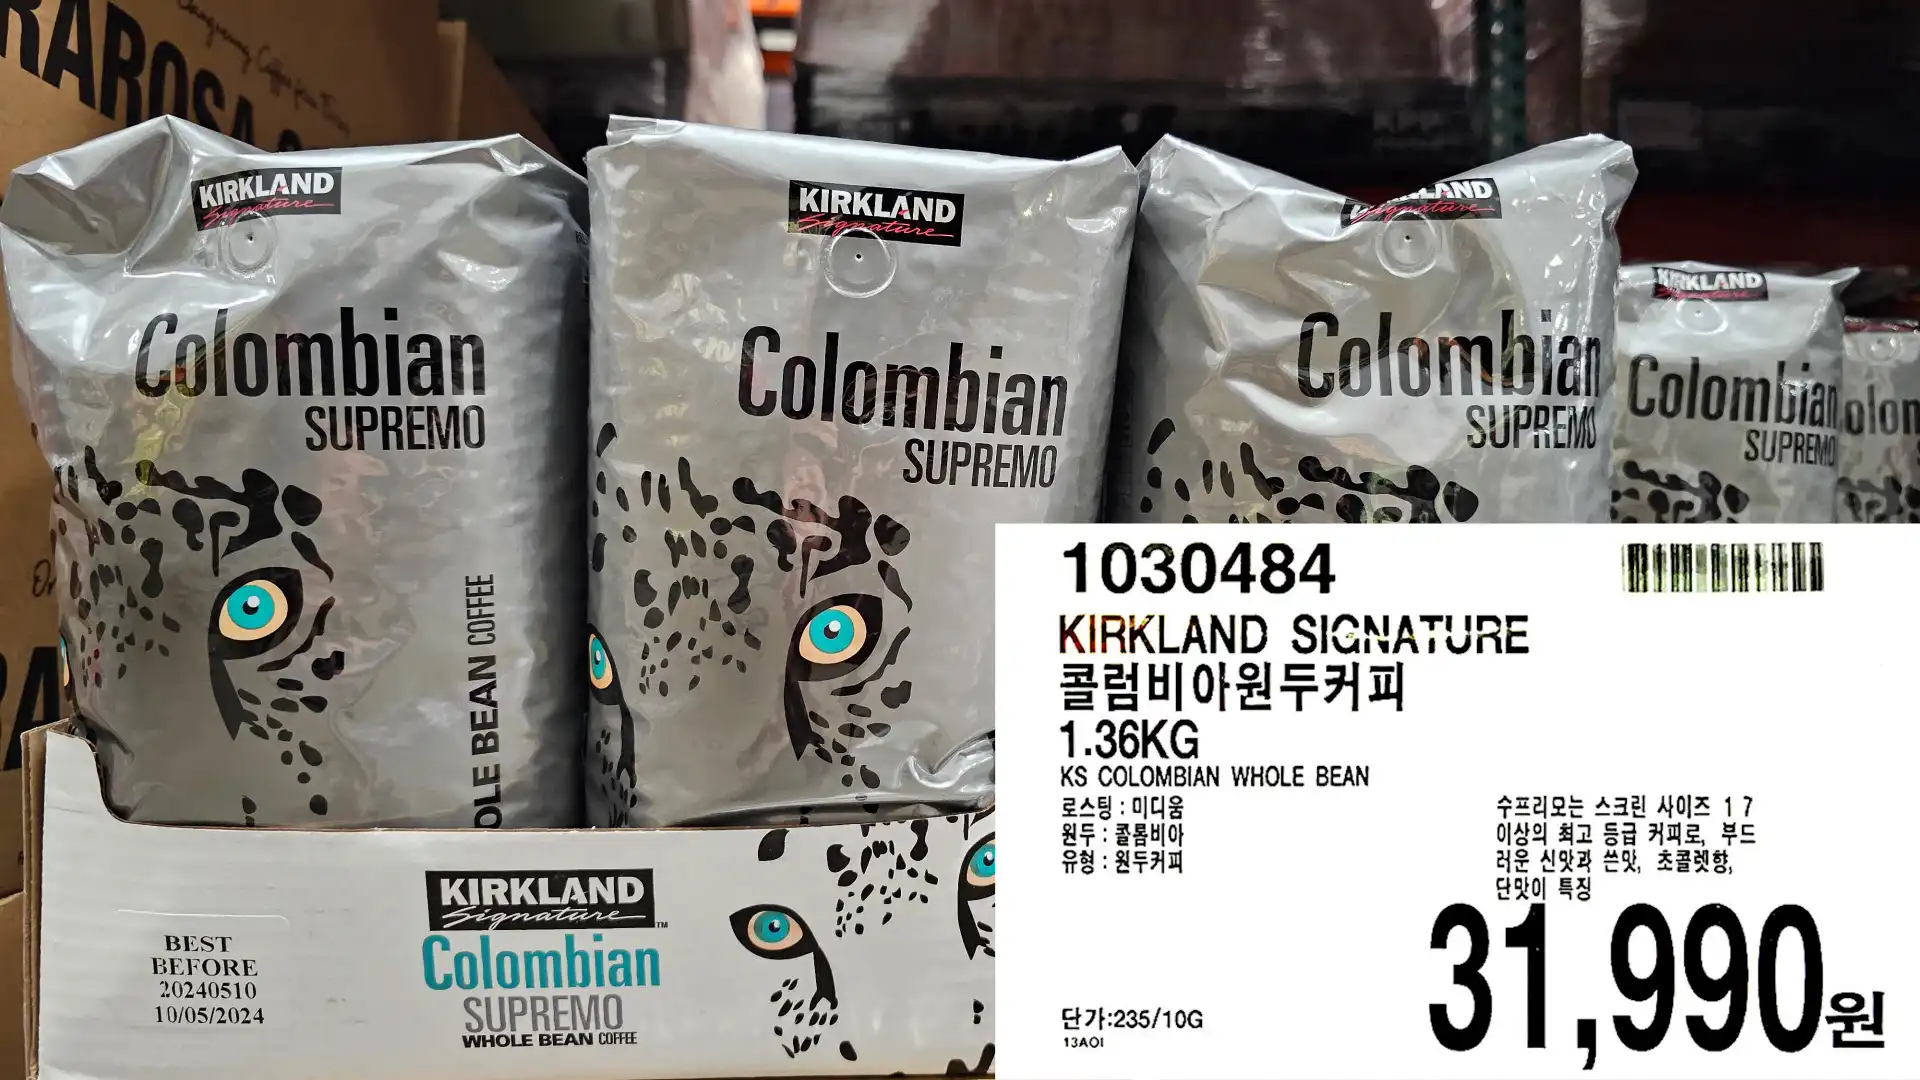 RAROSA
KIRKLAND
Signature
Colombian
SUPREMO
WHOLE BEAN COFFEE
KIRKLAND
Signature
Colombian
SUPREMO
KIRKLAND
Signature
Colombian
SUPREMO
KIRKLAND
Signature
Colombian
SUPREMO
KIRKLAND
Signature™
Colombian
SUPREMO
WHOLE BEAN COFFEE
BEST
BEFORE
20240510
10/05/2024
1030484
KIRKLAND SIGNATURE
콜럼비아원두커피
1.36KG
KS COLOMBIAN WHOLE BEAN
로스팅 : 미디움
원두 : 콜롬비아
유형 : 원두커피
수프리모는 스크린 사이즈 17
이상의 최고 등급 커피로, 부드
러운 신맛과 쓴맛, 초콜렛향,
단맛이 특징
31,990원
단가:235/10G
13AOI